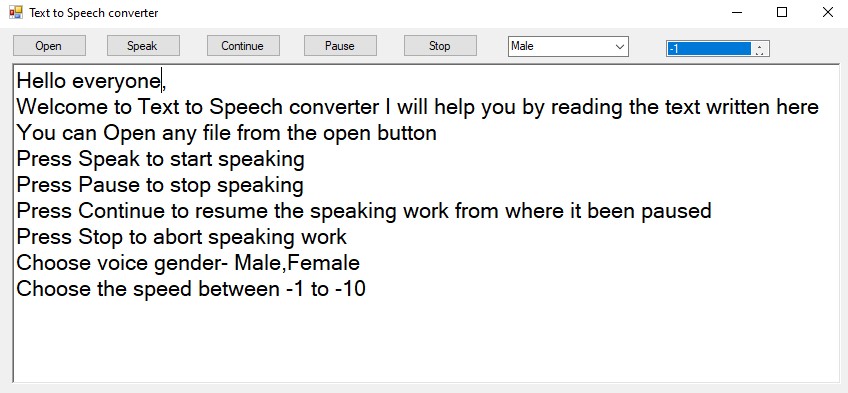 Text to Speech converter
Open Speak Continue Pause Stop Male -1
Hello everyone,
Welcome to Text to Speech converter I will help you by reading the text written here
You can Open any file from the open button
Press Speak to start speaking
Press Pause to stop speaking
Press Continue to resume the speaking work from where it been paused
Press Stop to abort speaking work
Choose voice gender- Male,Female
Choose the speed between -1 to -10